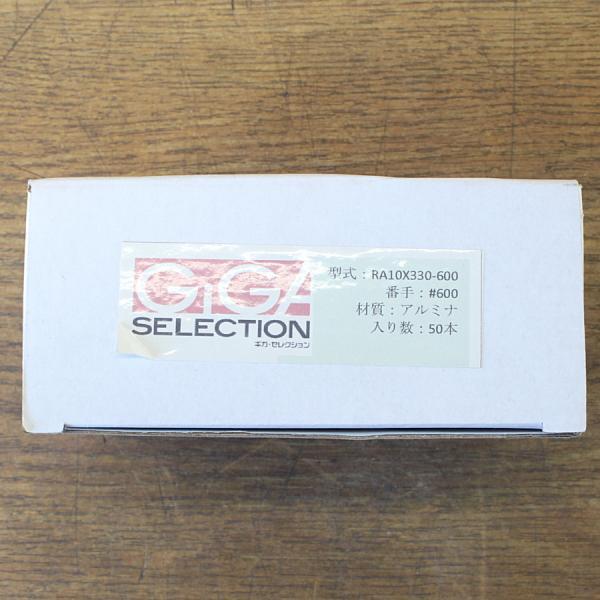 GiGA
SELECTION
ギガ・セレクション
型式：RA10X330-600
番手：#600
材質：アルミナ
入り数：50本